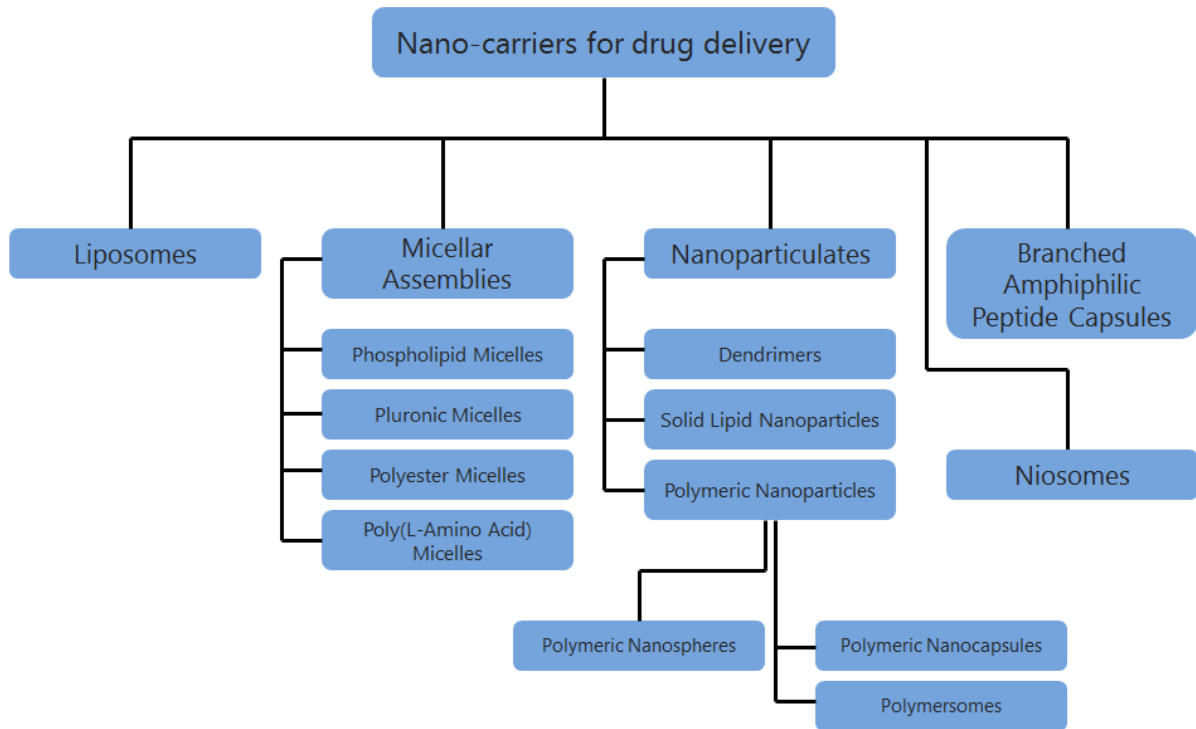 Nano-carriers for drug delivery
Liposomes
Micellar
Assemblies
Phospholipid Micelles
Pluronic Micelles
Polyester Micelles
Poly(L-Amino Acid)
Micelles
Nanoparticulates
Dendrimers
Solid Lipid Nanoparticles
Polymeric Nanoparticles
Polymeric Nanospheres
Polymeric Nanocapsules
Polymersomes
Branched
Amphiphilic
Peptide Capsules
Niosomes